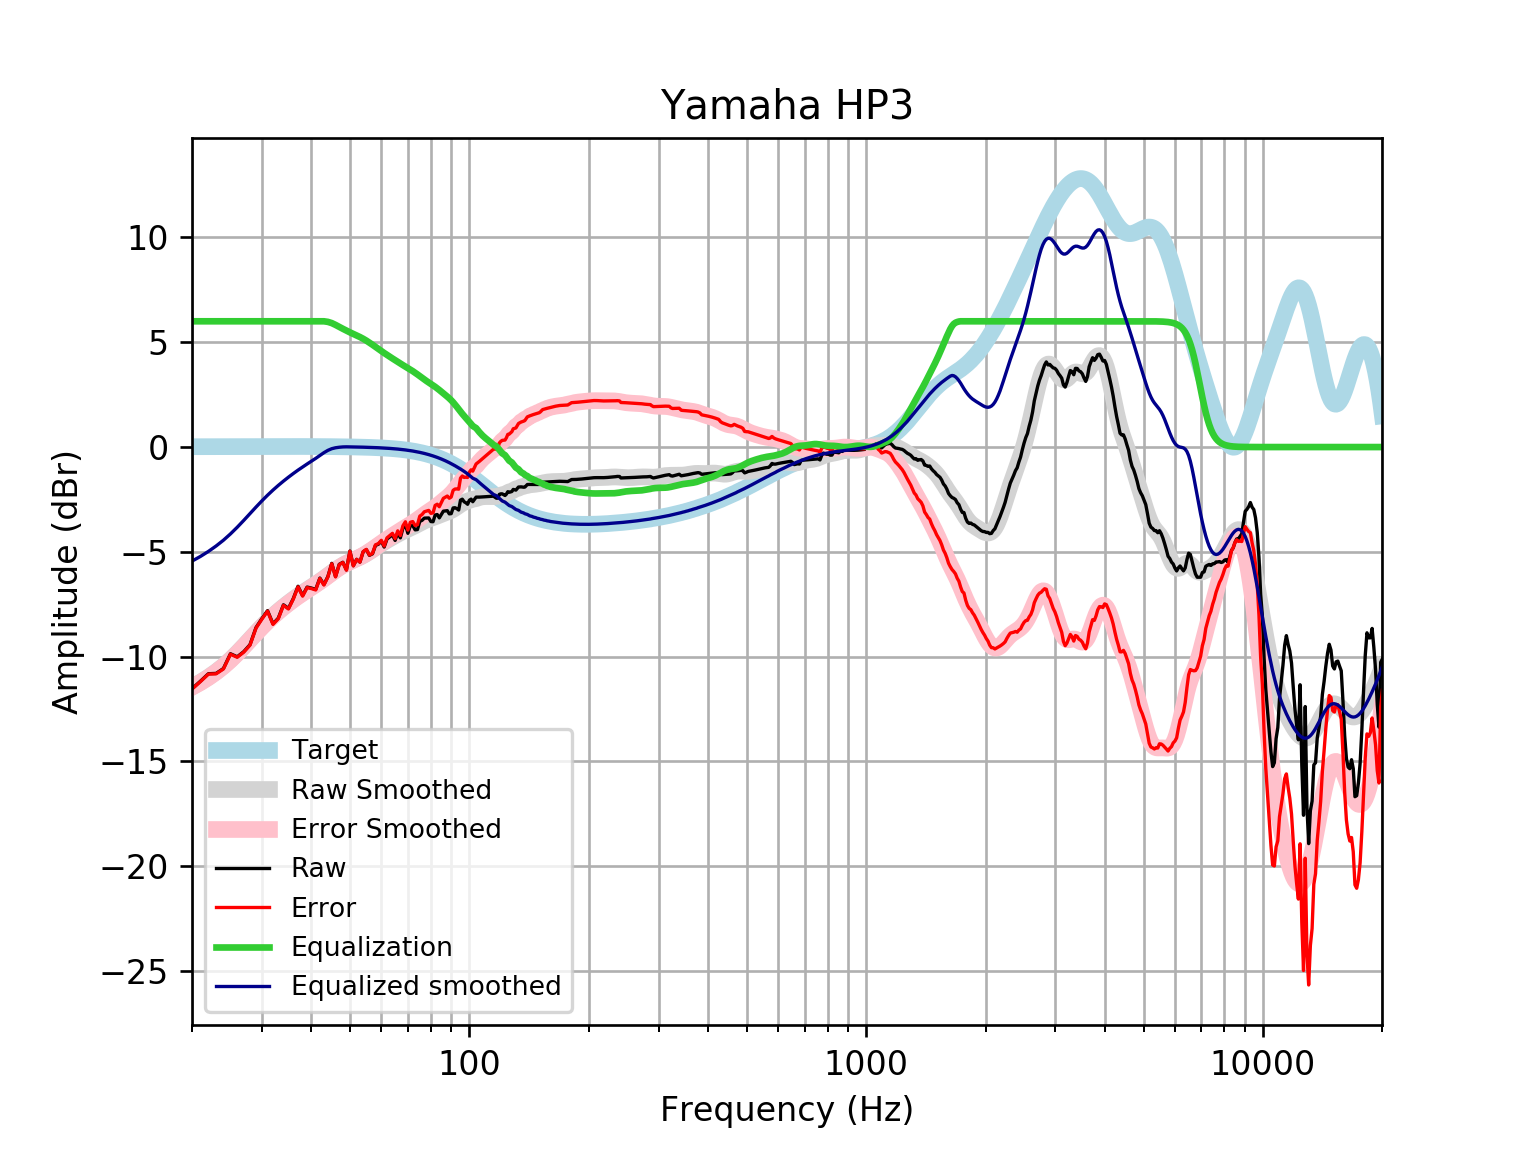 Yamaha HP3
Amplitude (dBr)
10
5
0
−5
−10
−15
−20
−25
Target
Raw Smoothed
Error Smoothed
Raw
Error
Equalization
Equalized smoothed
100
1000
10000
Frequency (Hz)